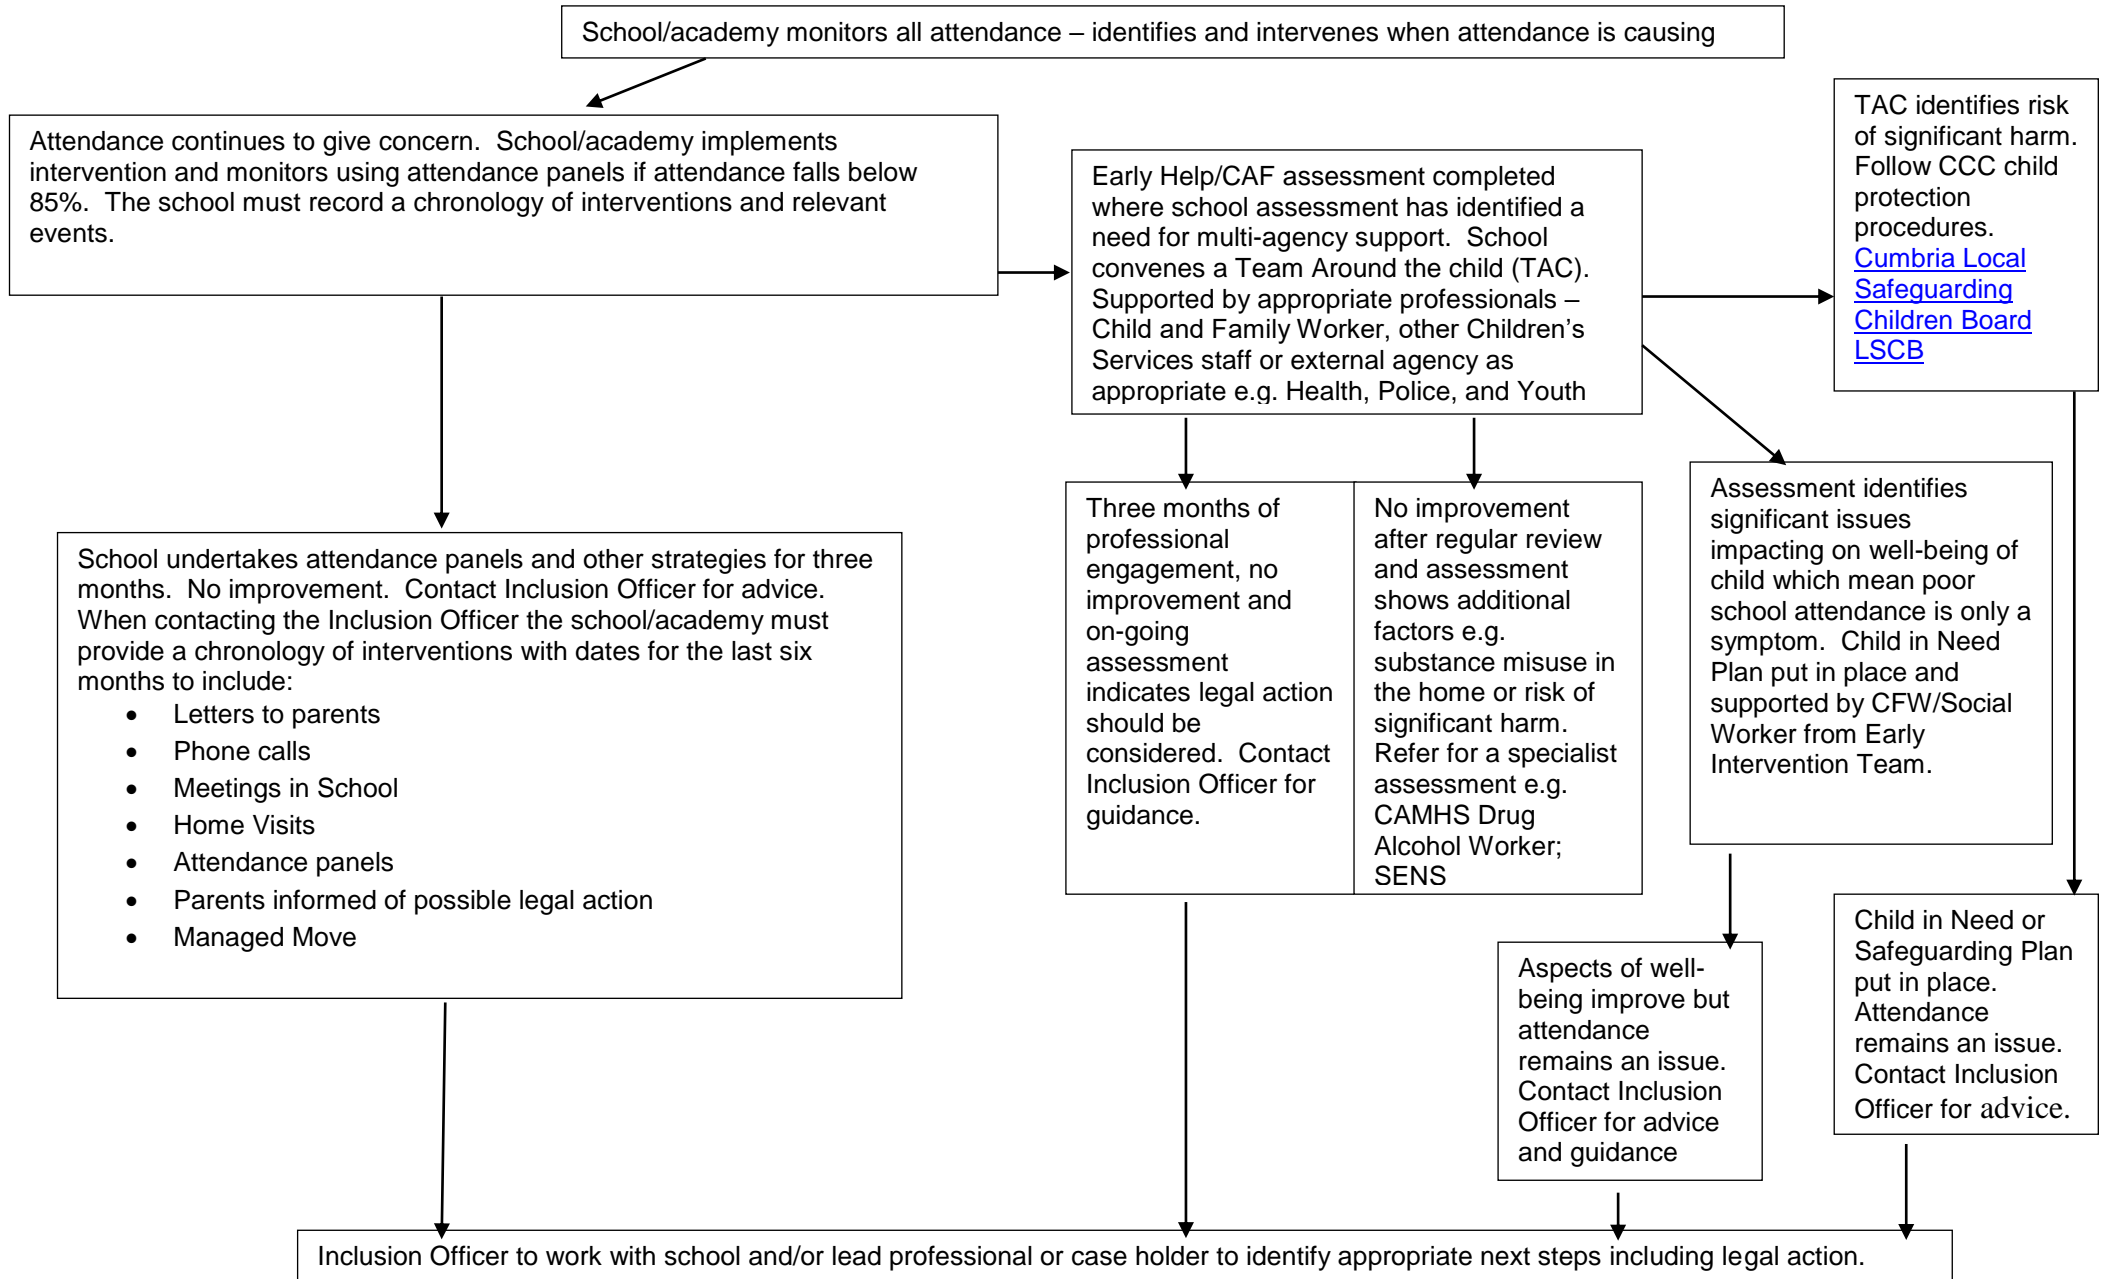 School/academy monitors all attendance – identifies and intervenes when attendance is causing
Attendance continues to give concern.  School/academy implements
intervention and monitors using attendance panels if attendance falls below
85%.  The school must record a chronology of interventions and relevant
events.
Early Help/CAF assessment completed
where school assessment has identified a
need for multi-agency support.  School
convenes a Team Around the child (TAC).
Supported by appropriate professionals –
Child and Family Worker, other Children’s
Services staff or external agency as
appropriate e.g. Health, Police, and Youth
TAC identifies risk
of significant harm.
Follow CCC child
protection
procedures.
Cumbria Local
Safeguarding
Children Board
LSCB
School undertakes attendance panels and other strategies for three
months.  No improvement.  Contact Inclusion Officer for advice.
When contacting the Inclusion Officer the school/academy must
provide a chronology of interventions with dates for the last six
months to include:
• Letters to parents
• Phone calls
• Meetings in School
• Home Visits
• Attendance panels
• Parents informed of possible legal action
• Managed Move
Three months of
professional
engagement, no
improvement and
on-going
assessment
indicates legal action
should be
considered.  Contact
Inclusion Officer for
guidance.
No improvement
after regular review
and assessment
shows additional
factors e.g.
substance misuse in
the home or risk of
significant harm.
Refer for a specialist
assessment e.g.
CAMHS Drug
Alcohol Worker;
SENS
Assessment identifies
significant issues
impacting on well-being of
child which mean poor
school attendance is only a
symptom.  Child in Need
Plan put in place and
supported by CFW/Social
Worker from Early
Intervention Team.
Aspects of well-
being improve but
attendance
remains an issue.
Contact Inclusion
Officer for advice
and guidance
Child in Need or
Safeguarding Plan
put in place.
Attendance
remains an issue.
Contact Inclusion
Officer for advice.
Inclusion Officer to work with school and/or lead professional or case holder to identify appropriate next steps including legal action.